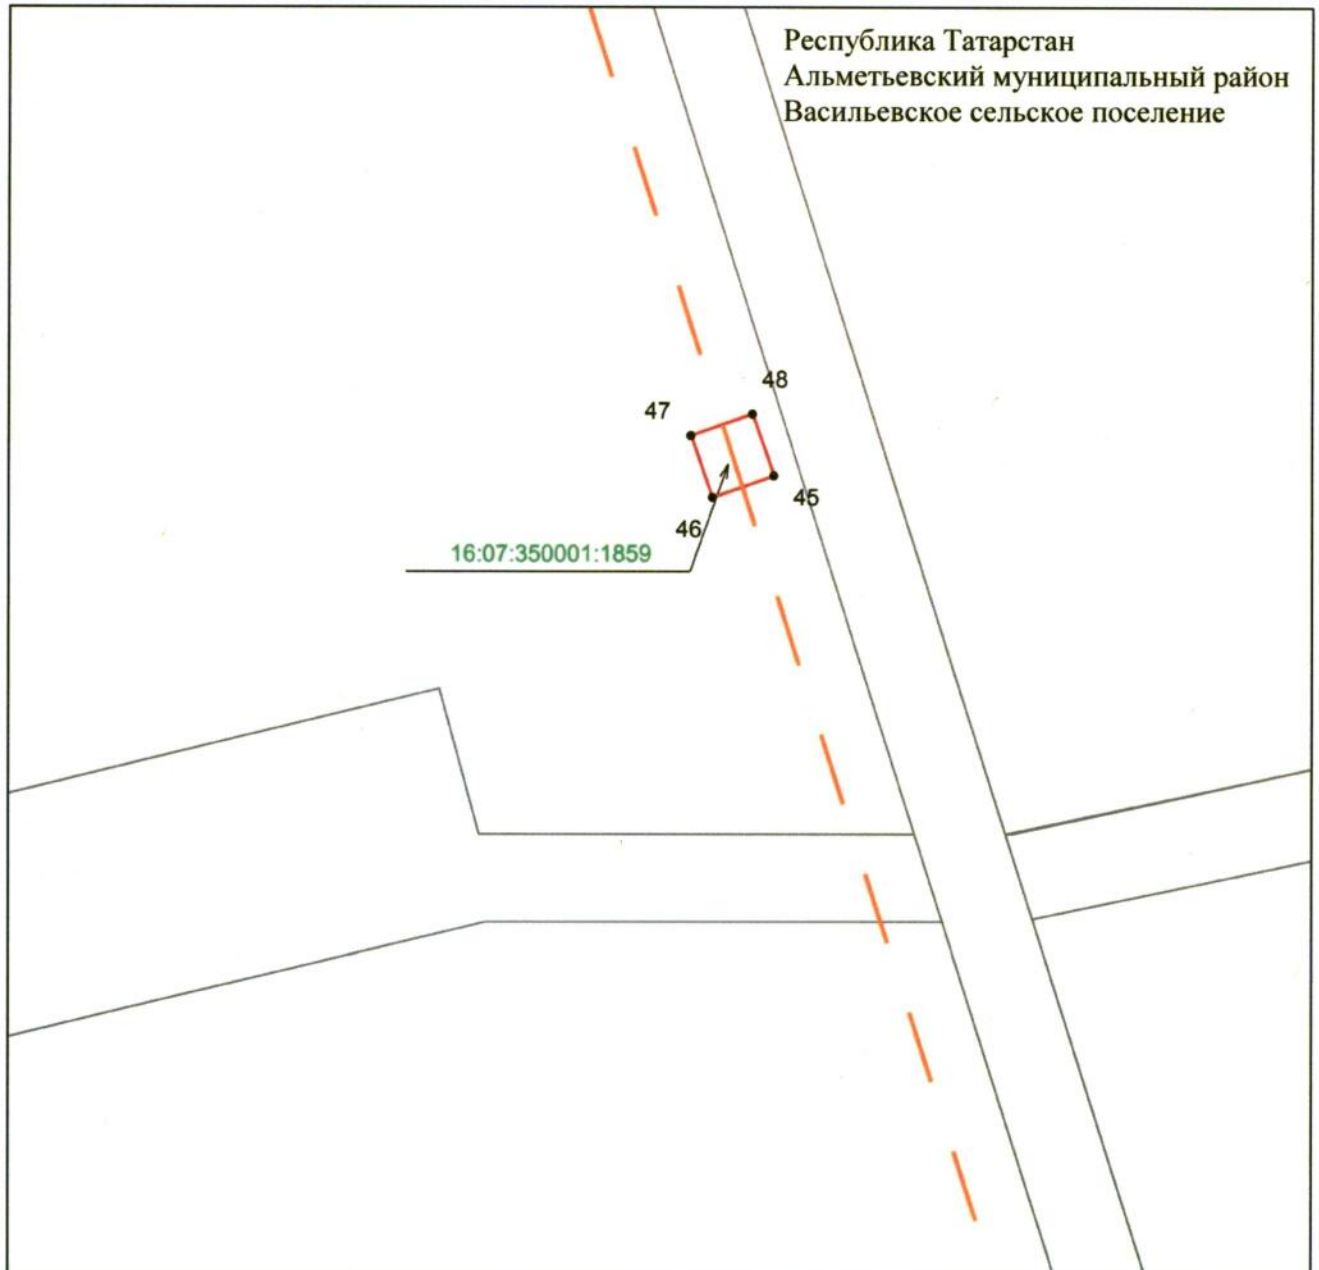 Республика Татарстан
Альметьевский муниципальный район
Васильевское сельское поселение
48
47
45
46
16:07:350001:1859